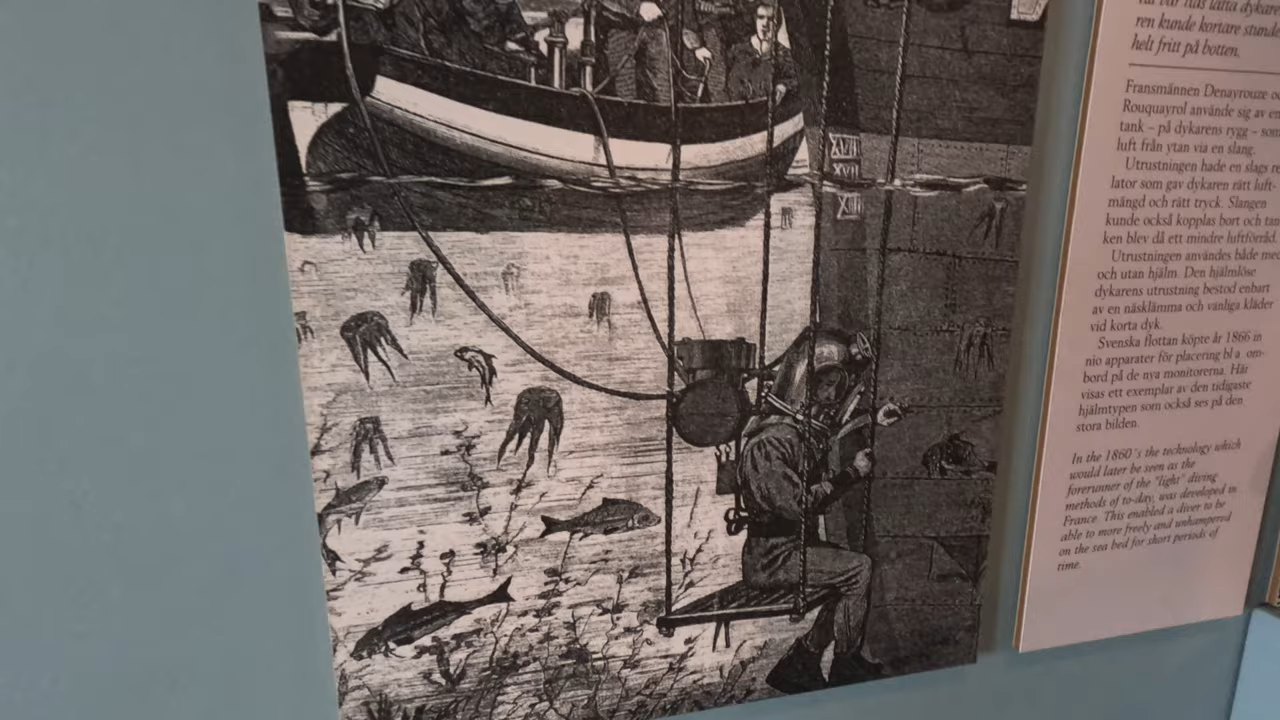 XVIII
XVII
XIII
ren kunde kortare stunde
helt fritt på botten.
Fransmännen Denayrouze oc
Rouquayrol använde sig av en
tank – på dykarens rygg – som
luft från ytan via en slang.
Utrustningen hade en slags re
lator som gav dykaren rätt luft-
mängd och rätt tryck. Slangen
kunde också kopplas bort och tan
ken blev då ett mindre luftförråd.
Utrustningen användes både med
och utan hjälm. Den hjälmlöse
dykarens utrustning bestod enbart
av en näsklämma och vanliga kläder
vid korta dyk.
Svenska flottan köpte år 1866 in
nio apparater för placering bl a om-
bord på de nya monitorerna. Här
visas ett exemplar av den tidigaste
hjälmtypen som också ses på den
stora bilden.
In the 1860´s the technology which
would later be seen as the
forerunner of the "light" diving
methods of to-day, was developed in
France. This enabled a diver to be
able to more freely and unhampered
on the sea bed for short periods of
time.